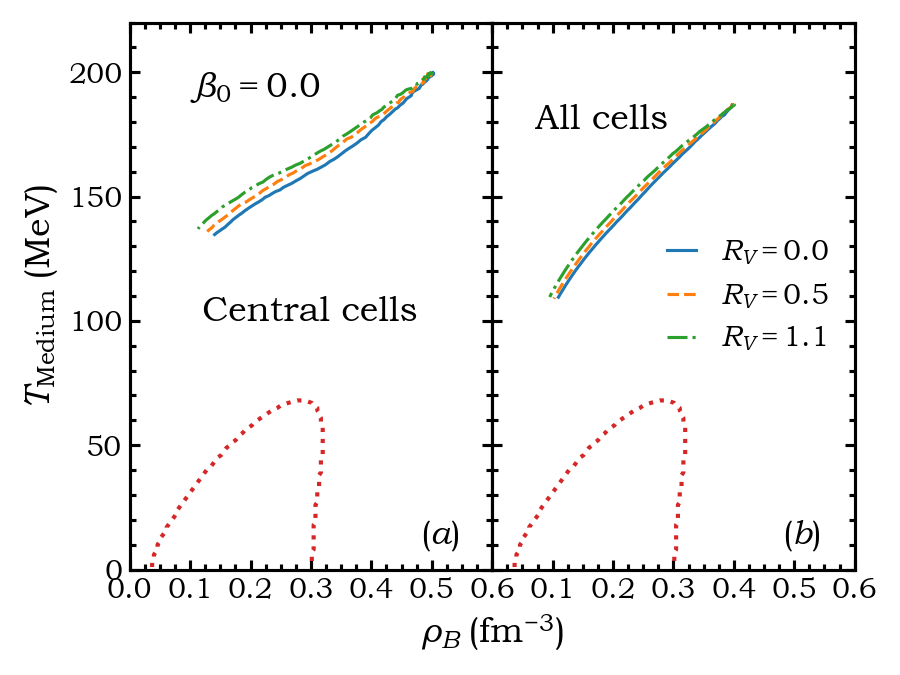 β₀ = 0.0
Central cells
(a)
All cells
R_V = 0.0
R_V = 0.5
R_V = 1.1
(b)
T_Medium (MeV)
200
150
100
50
0
0.0 0.1 0.2 0.3 0.4 0.5 0.6 0.1 0.2 0.3 0.4 0.5 0.6
ρ_B (fm⁻³)